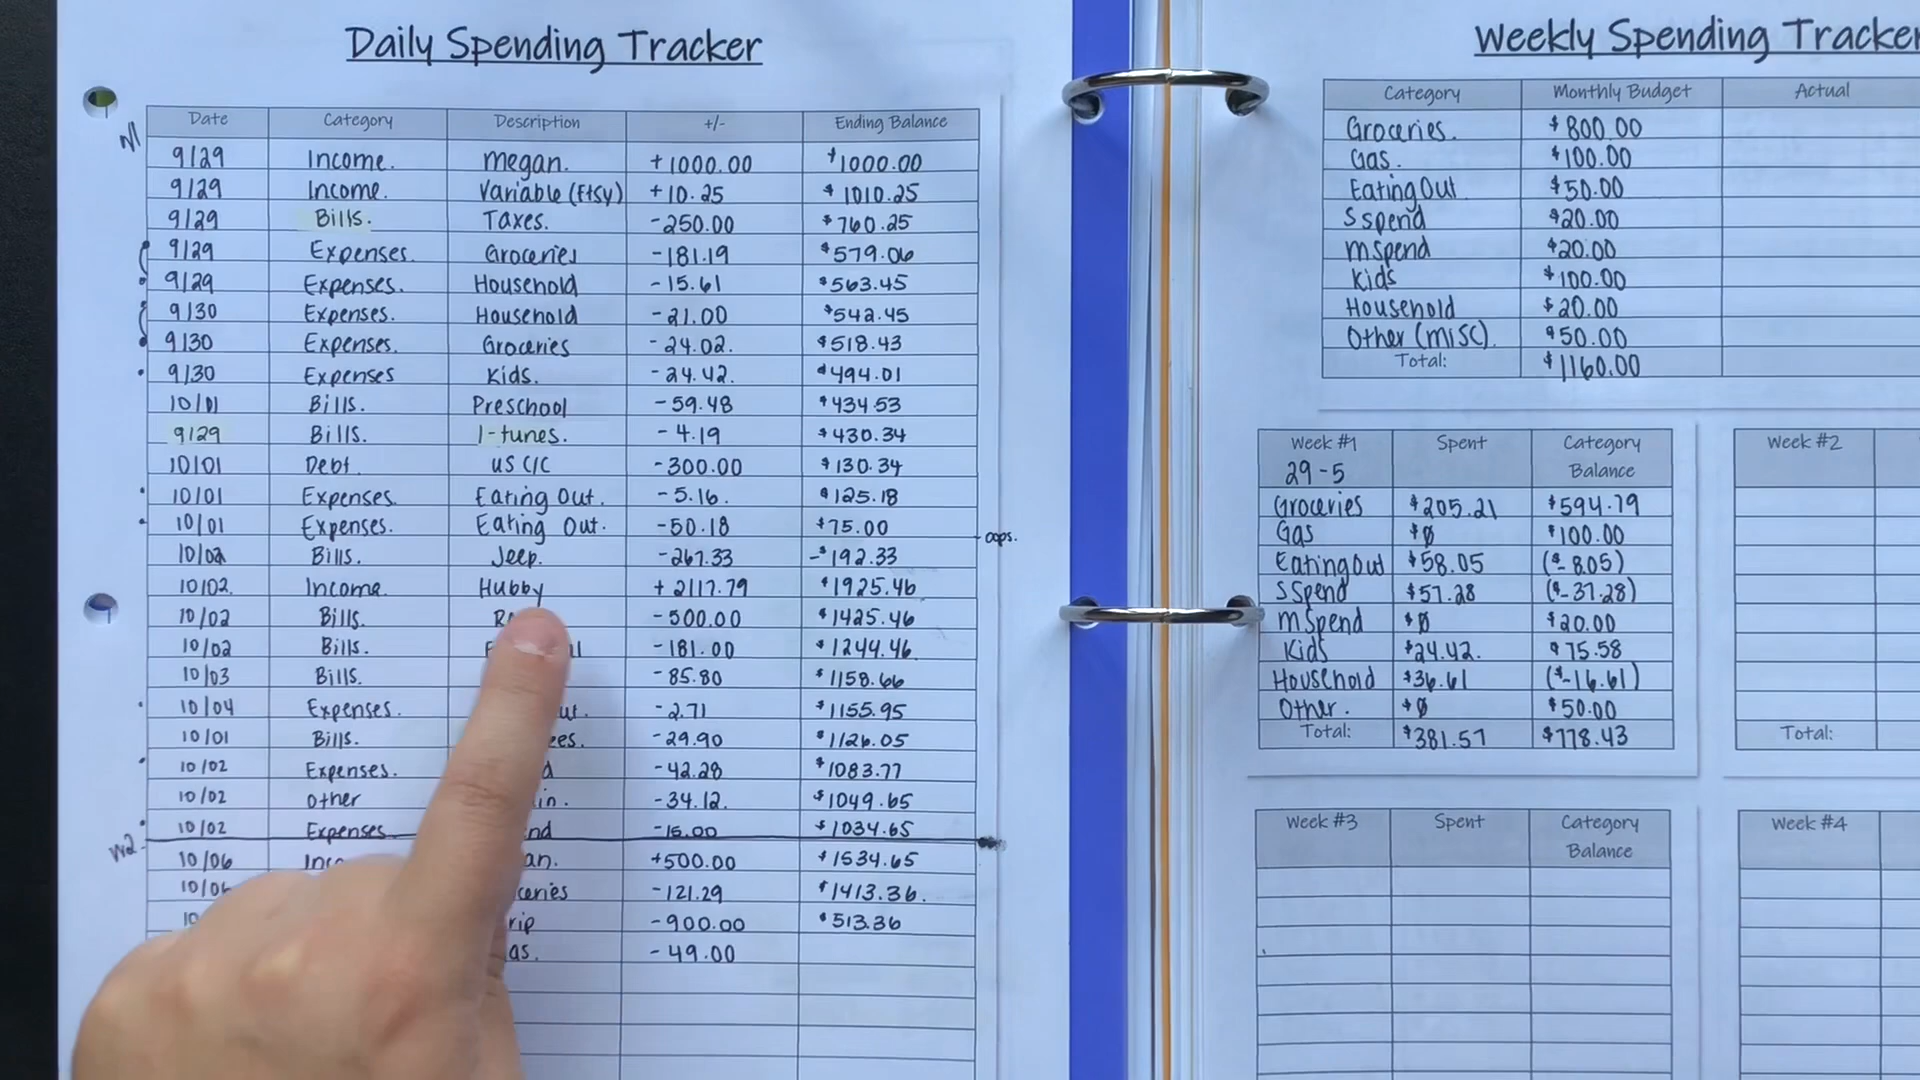 Daily Spending Tracker
Date Category Description +/- Ending Balance
W1
9/29 Income. Megan. +1000.00 $1000.00
9/29 Income. Variable (Etsy) +10.25 $1010.25
9/29 Bills. Taxes. -250.00 $760.25
9/29 Expenses. Groceries -181.19 $579.06
9/29 Expenses. Household -15.61 $563.45
9/30 Expenses. Household -21.00 $542.45
9/30 Expenses. Groceries -24.02. $518.43
9/30 Expenses Kids. -24.42. $494.01
10/01 Bills. Preschool -59.48 $434.53
9/29 Bills. I-tunes. -4.19 $430.34
10/01 Debt US C/C -300.00 $130.34
10/01 Expenses. Eating Out. -5.16. $125.18
10/01 Expenses. Eating Out. -50.18 $75.00
oops.
10/02 Bills. Jeep. -267.33 -$192.33
10/02. Income. Hubby +2117.79 $1925.46
10/02 Bills. -500.00 $1425.46
10/02 Bills. -181.00 $1244.46
10/03 Bills. -85.80 $1158.66
10/04 Expenses. -2.71 $1155.95
10/01 Bills. -29.90 $1126.05
10/02 Expenses. -42.28 $1083.77
10/02 Other -34.12. $1049.65
10/02 Expenses -15.00 $1034.65
W2
10/06 +500.00 $1534.65
-121.29 $1413.36.
-900.00 $513.36
-49.00
Weekly Spending Tracker
Category Monthly Budget Actual
Groceries. $800.00
Gas. $100.00
Eating Out $50.00
S Spend $20.00
M Spend $20.00
Kids $100.00
Household $20.00
Other (MISC). $50.00
Total: $1160.00
Week #1 Spent Category Balance
29-5
Groceries $205.21 $594.79
Gas $0 $100.00
Eating Out $58.05 ($-8.05)
S Spend $57.28 ($-37.28)
M Spend $0 $20.00
Kids $24.42. $75.58
Household $36.61 ($-16.61)
Other. $0 $50.00
Total: $381.57 $778.43
Week #2
Total:
Week #3 Spent Category Balance
Week #4